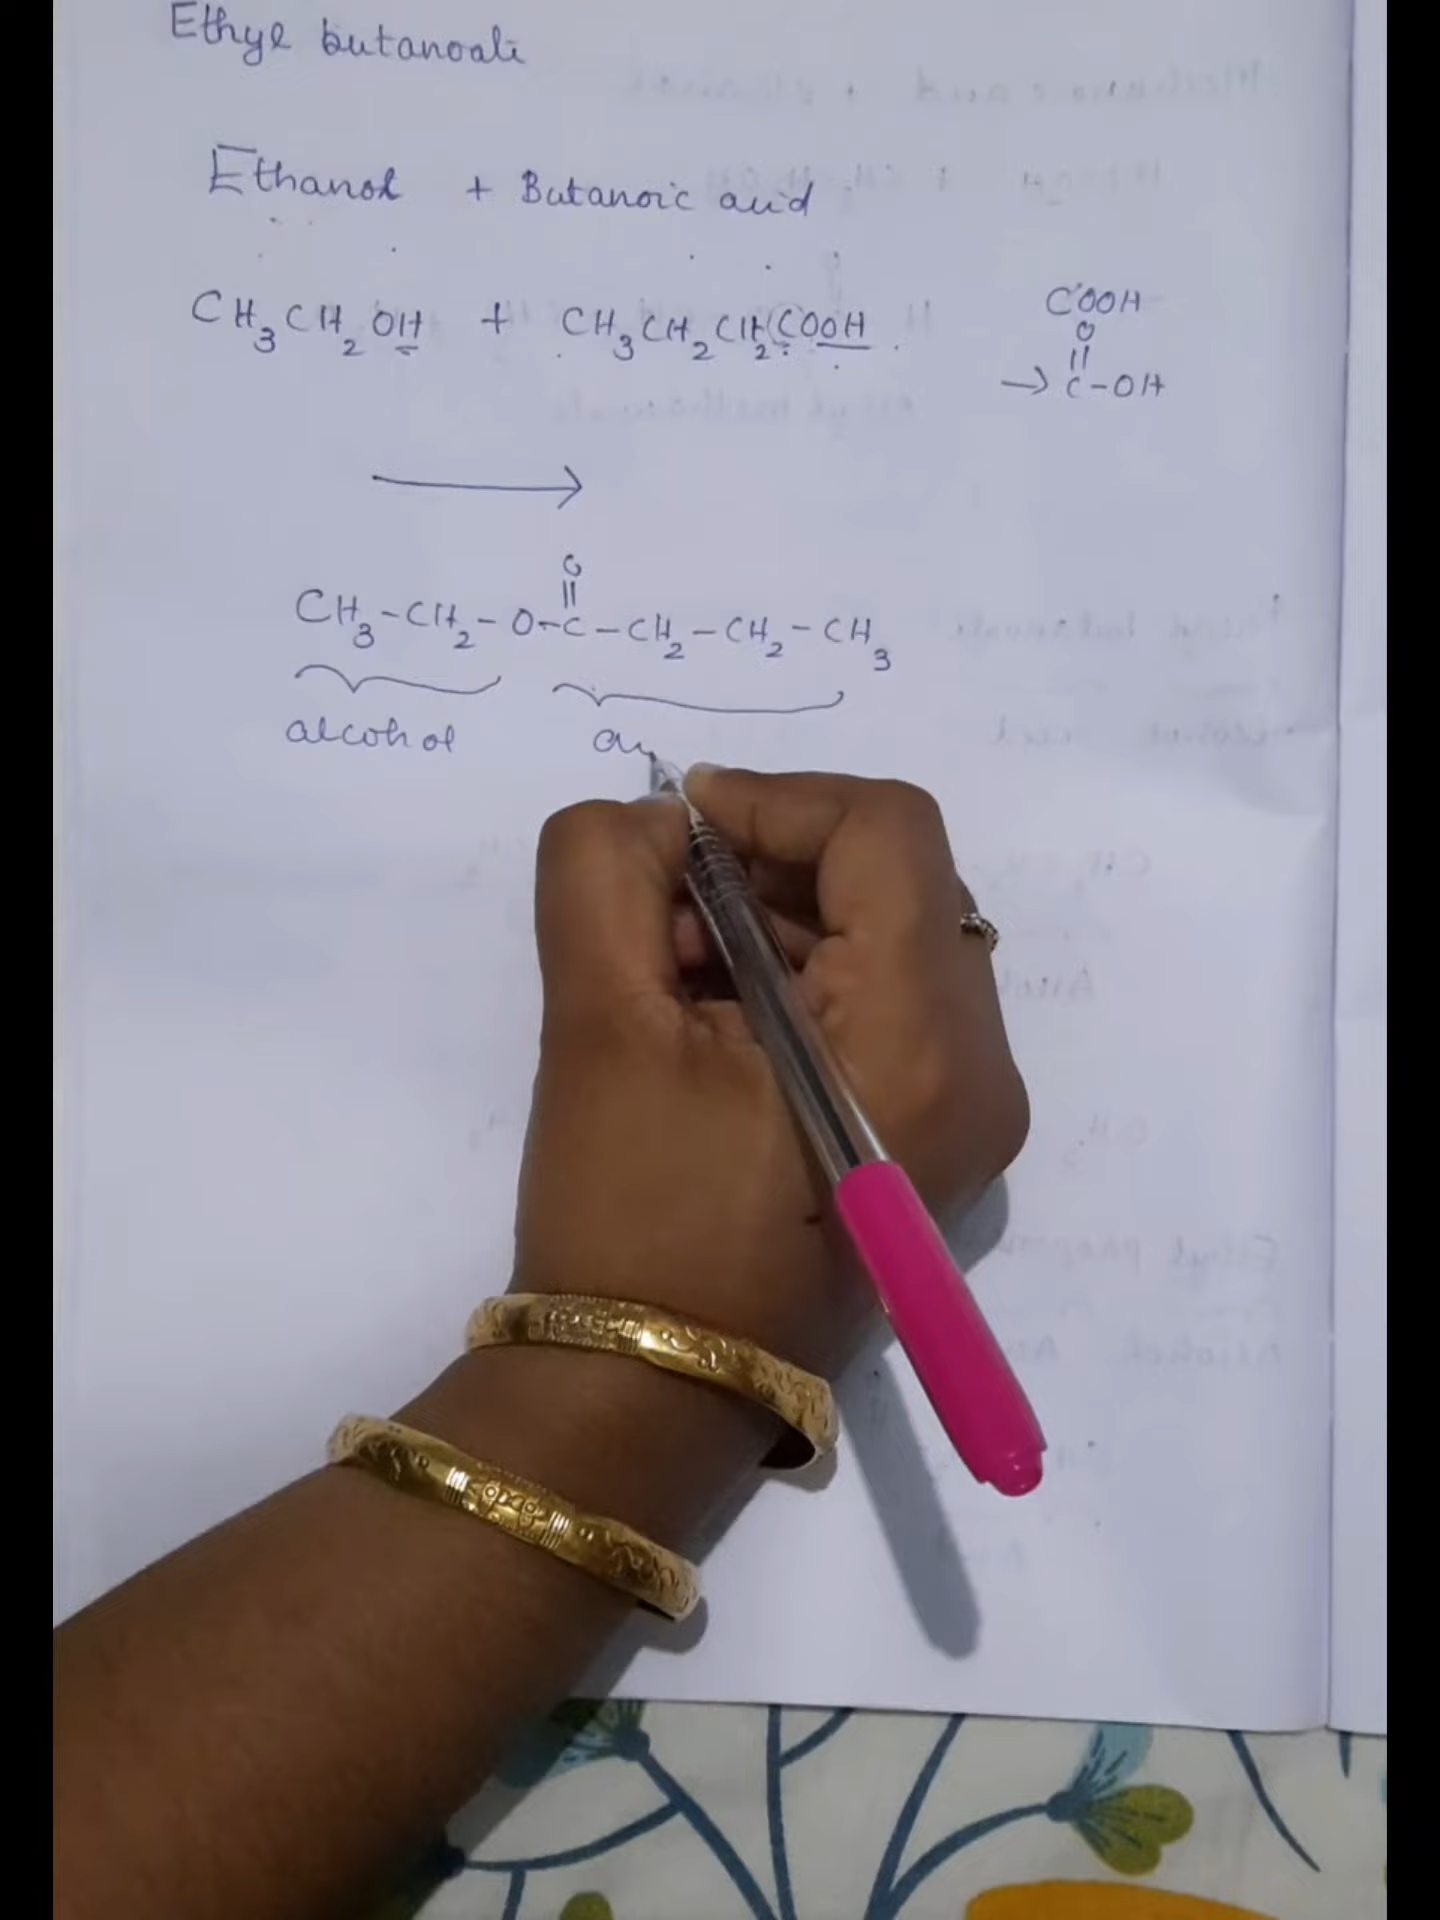 Ethyl butanoate
Ethanol + Butanoic acid
CH3CH2OH + CH3CH2CH2COOH
COOH
O
||
→ C-OH
→
O
||
CH3-CH2-O-C-CH2-CH2-CH3
alcohol